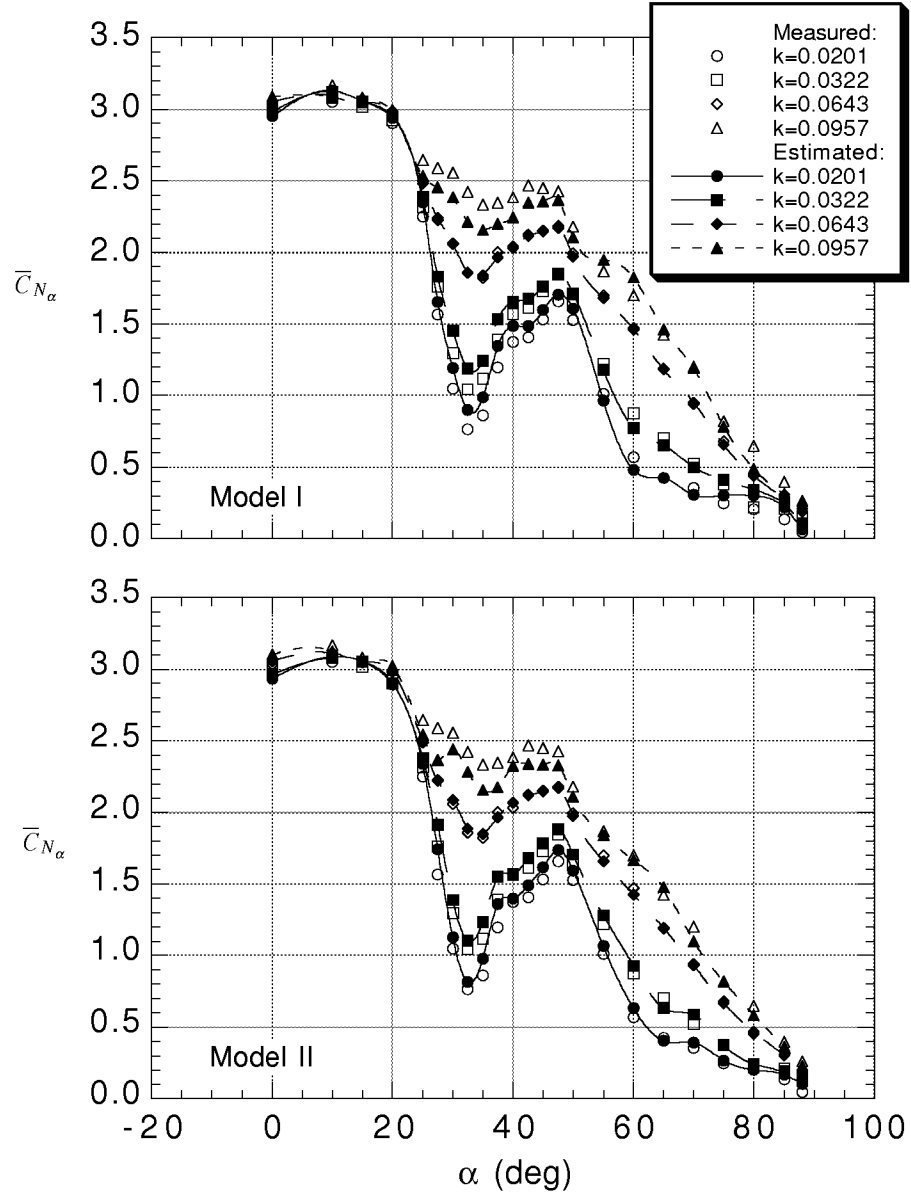 Measured:
k=0.0201
k=0.0322
k=0.0643
k=0.0957
Estimated:
k=0.0201
k=0.0322
k=0.0643
k=0.0957
3.5
3.0
2.5
2.0
1.5
1.0
0.5
0.0
C̅_{N_α}
Model I
3.5
3.0
2.5
2.0
1.5
1.0
0.5
0.0
C̅_{N_α}
Model II
-20 0 20 40 60 80 100
α (deg)